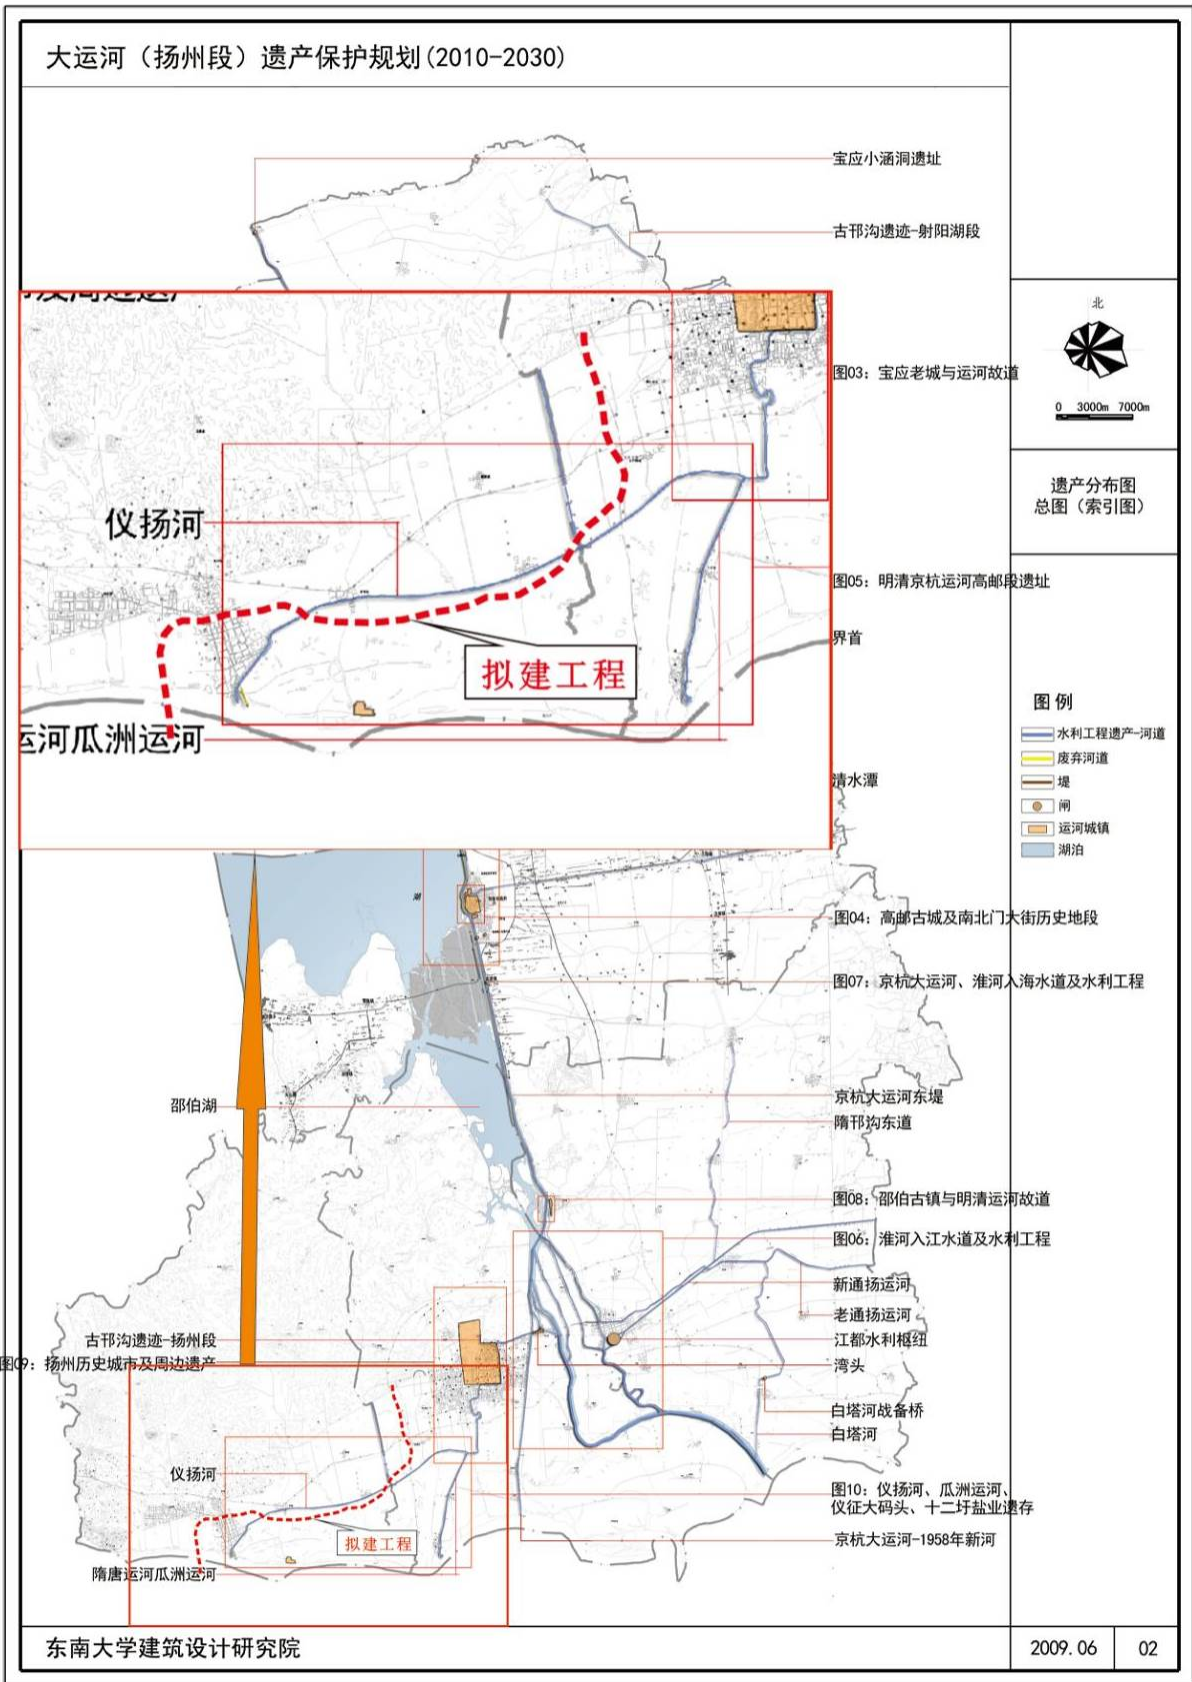 大运河（扬州段）遗产保护规划(2010-2030)
宝应小涵洞遗址
古邗沟遗迹-射阳湖段
北
0 3000m 7000m
图03: 宝应老城与运河故道
遗产分布图
总图（索引图）
仪扬河
图05: 明清京杭运河高邮段遗址
界首
拟建工程
运河瓜洲运河
图例
水利工程遗产-河道
废弃河道
堤
闸
运河城镇
湖泊
清水潭
湖
图04: 高邮古城及南北门大街历史地段
图07: 京杭大运河、淮河入海水道及水利工程
京杭大运河东堤
邵伯湖
隋邗沟东道
图08: 邵伯古镇与明清运河故道
图06: 淮河入江水道及水利工程
新通扬运河
老通扬运河
古邗沟遗迹-扬州段
江都水利枢纽
图09: 扬州历史城市及周边遗产
湾头
白塔河战备桥
白塔河
仪扬河
图10: 仪扬河、瓜洲运河、
仪征大码头、十二圩盐业遗存
拟建工程
京杭大运河-1958年新河
隋唐运河瓜洲运河
东南大学建筑设计研究院
2009.06
02